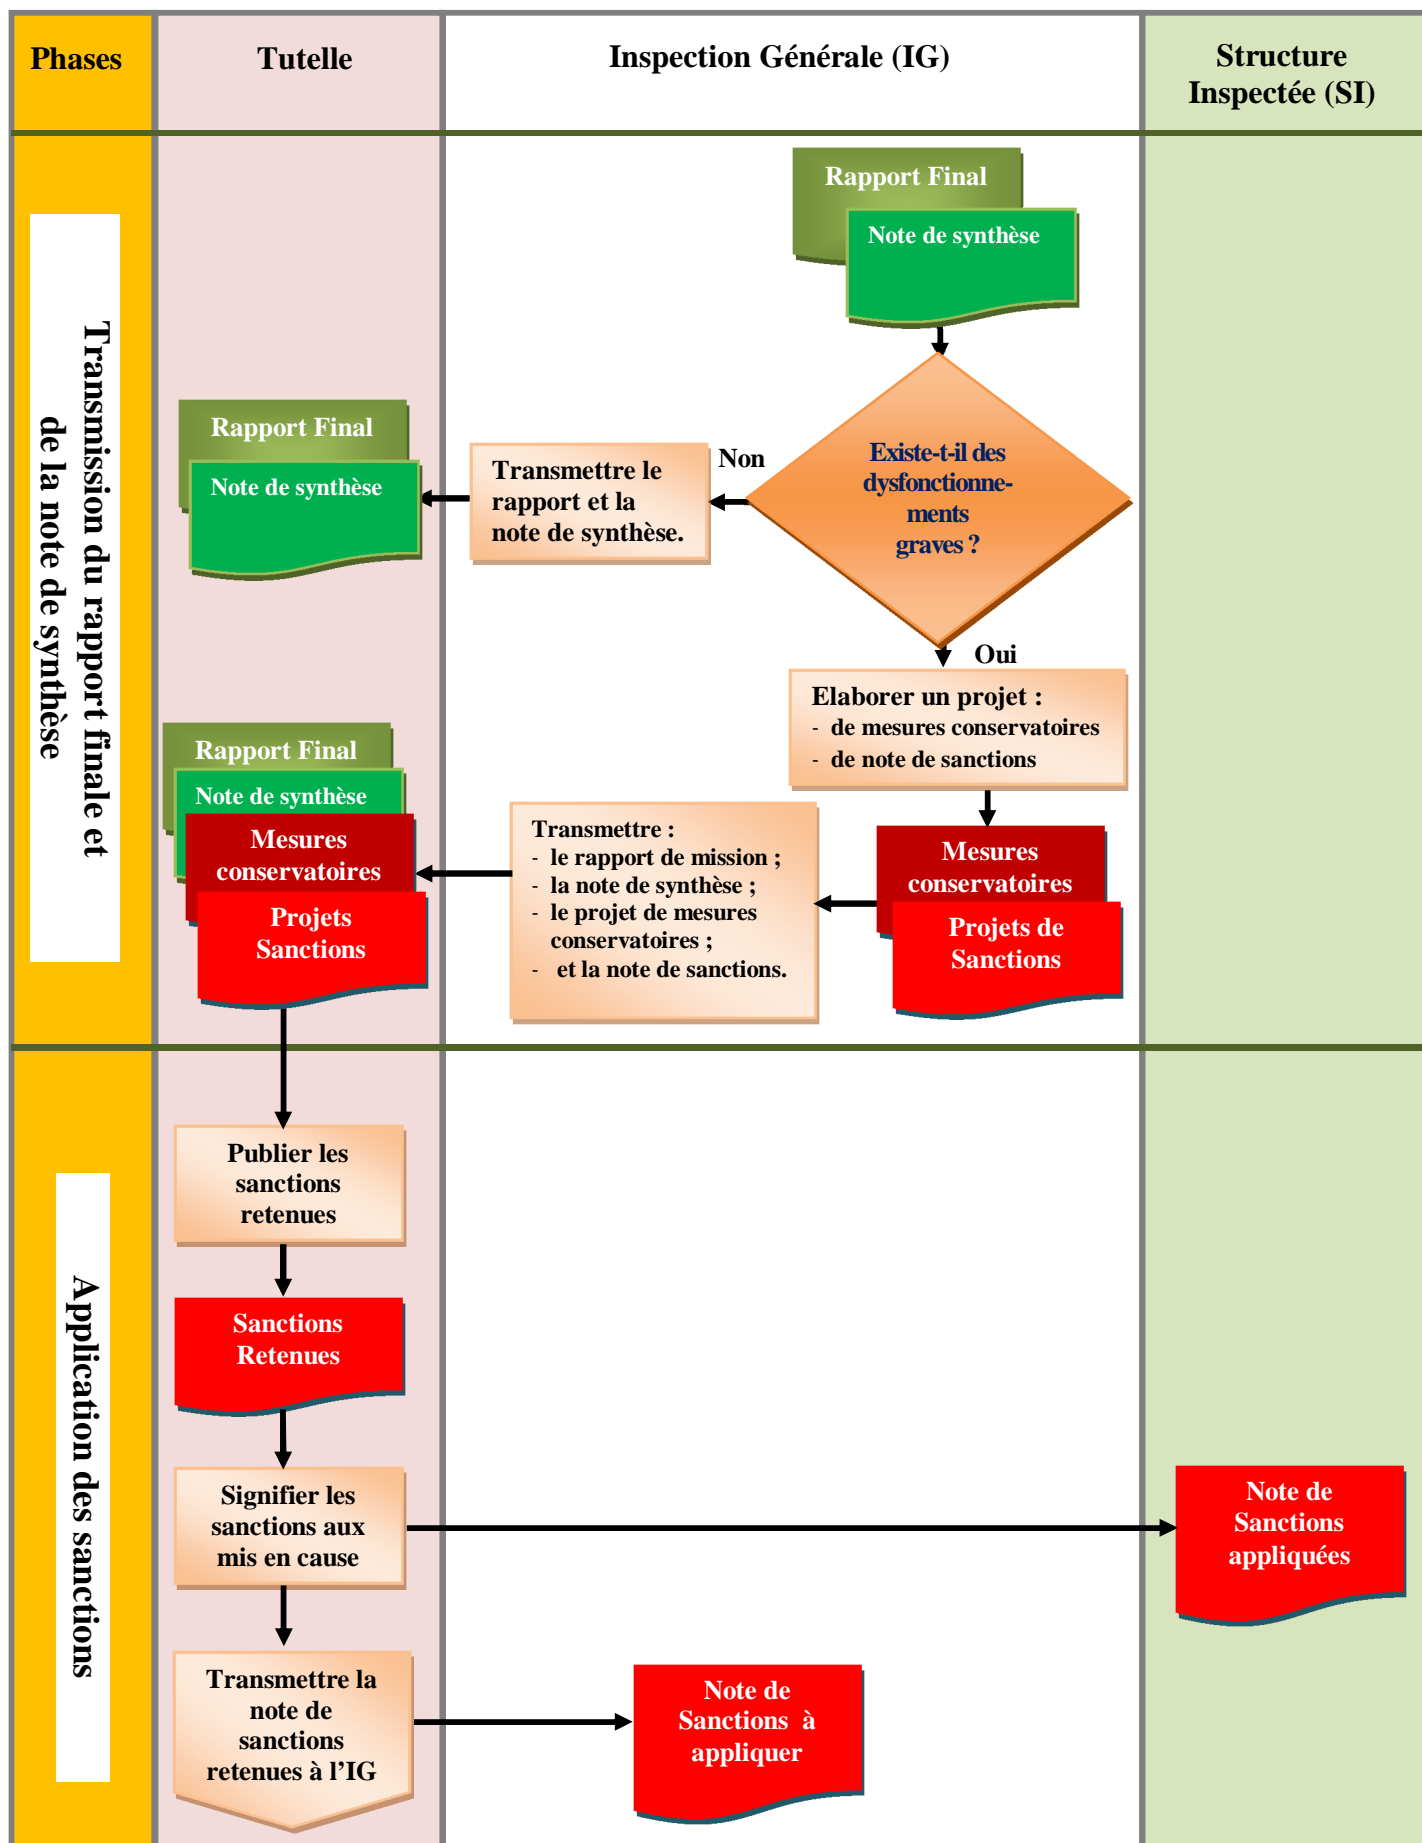 Phases
Tutelle
Inspection Générale (IG)
Structure
Inspectée (SI)
Transmission du rapport finale et
de la note de synthèse
Rapport Final
Note de synthèse
Existe-t-il des
dysfonctionne-
ments
graves ?
Non
Transmettre le
rapport et la
note de synthèse.
Rapport Final
Note de synthèse
Oui
Elaborer un projet :
- de mesures conservatoires
- de note de sanctions
Mesures
conservatoires
Projets de
Sanctions
Transmettre :
- le rapport de mission ;
- la note de synthèse ;
- le projet de mesures
conservatoires ;
- et la note de sanctions.
Rapport Final
Note de synthèse
Mesures
conservatoires
Projets
Sanctions
Application des sanctions
Publier les
sanctions
retenues
Sanctions
Retenues
Signifier les
sanctions aux
mis en cause
Note de
Sanctions
appliquées
Transmettre la
note de
sanctions
retenues à l’IG
Note de
Sanctions à
appliquer